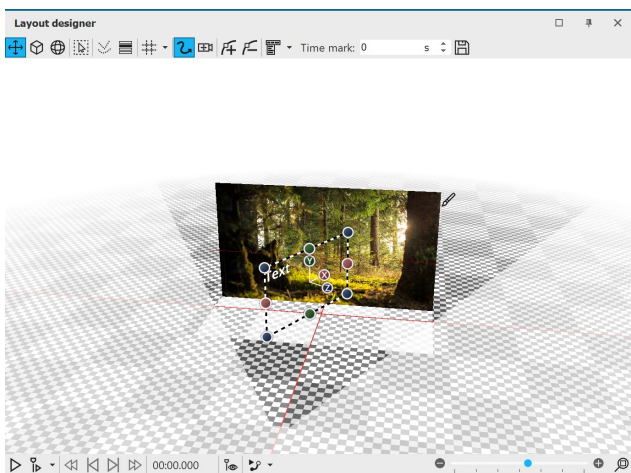 Layout designer
Time mark: 0 s
Text
Y
X
Z
00:00.000